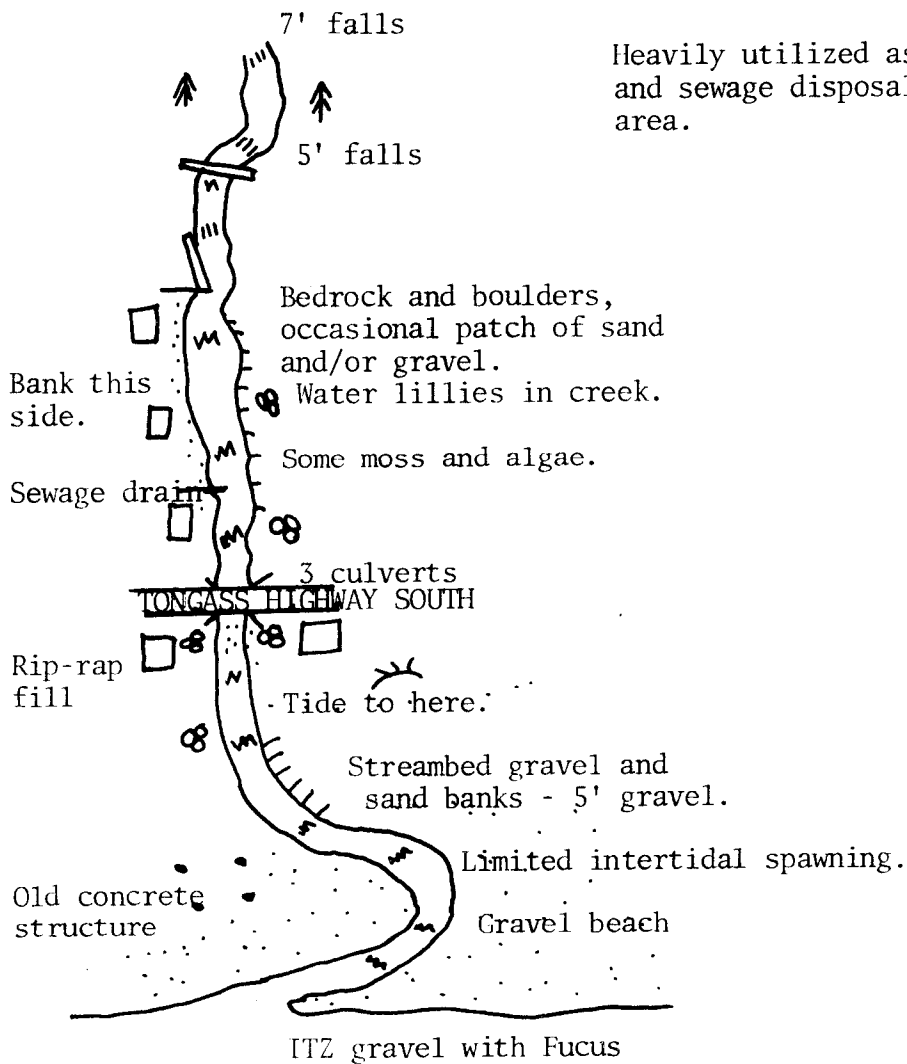 7' falls
Heavily utilized as
and sewage disposal
area.
5' falls
Bedrock and boulders,
occasional patch of sand
and/or gravel.
Water lillies in creek.
Bank this
side.
Some moss and algae.
Sewage drain
3 culverts
TONGASS HIGHWAY SOUTH
Rip-rap
fill
Tide to here.
Streambed gravel and
sand banks - 5' gravel.
Limited intertidal spawning.
Old concrete
structure
Gravel beach
ITZ gravel with Fucus